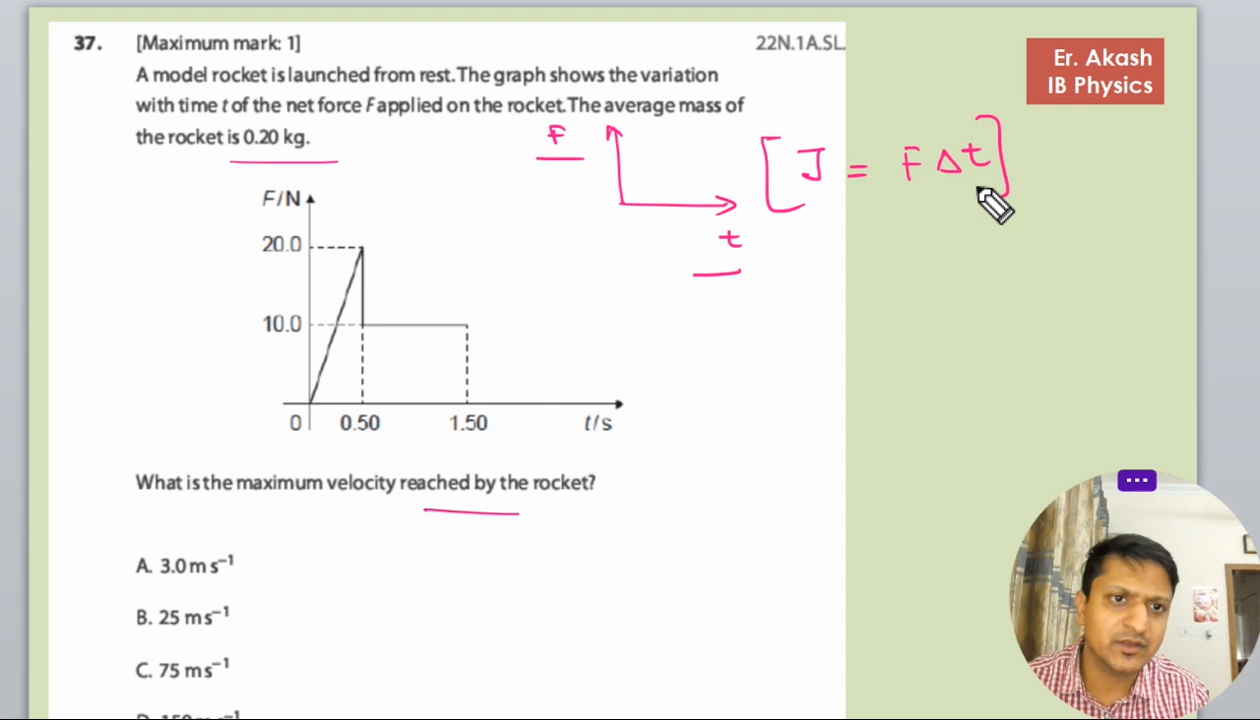 37. [Maximum mark: 1] 22N.1A.SL.
A model rocket is launched from rest. The graph shows the variation
with time t of the net force F applied on the rocket. The average mass of
the rocket is 0.20 kg.
Er. Akash
IB Physics
F
[J = F Δt]
t
F/N
20.0
10.0
0 0.50 1.50 t/s
What is the maximum velocity reached by the rocket?
A. 3.0 m s⁻¹
B. 25 m s⁻¹
C. 75 m s⁻¹